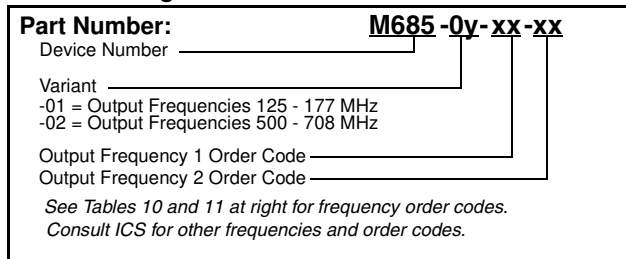 Part Number: M685-0y-xx-xx
Device Number
Variant
-01 = Output Frequencies 125 - 177 MHz
-02 = Output Frequencies 500 - 708 MHz
Output Frequency 1 Order Code
Output Frequency 2 Order Code
See Tables 10 and 11 at right for frequency order codes.
Consult ICS for other frequencies and order codes.